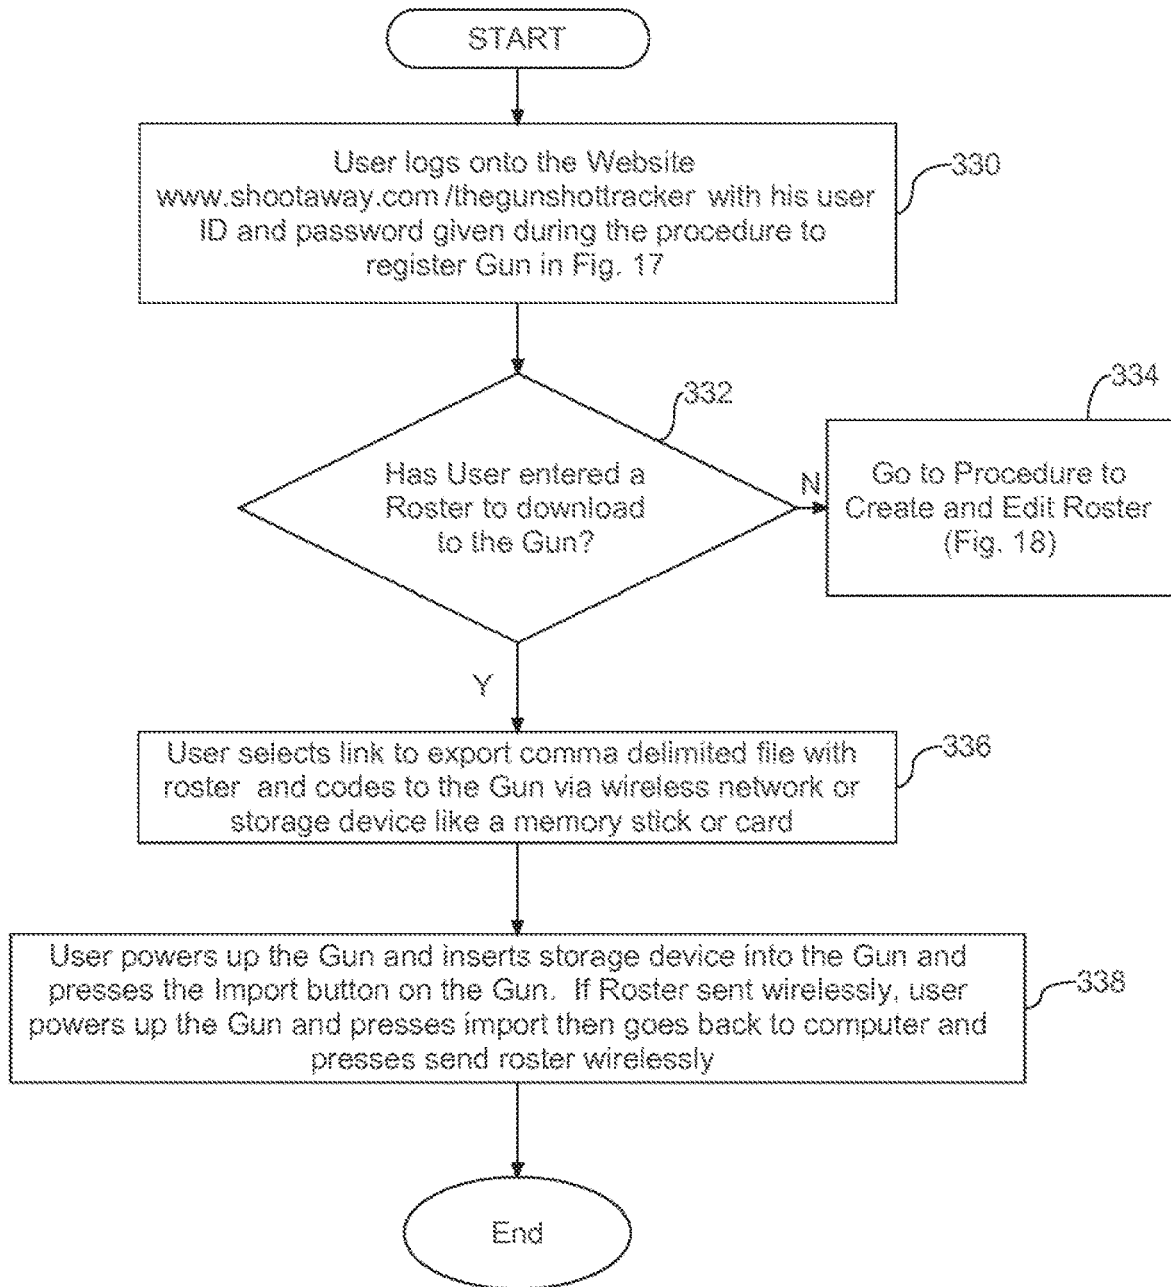 START
User logs onto the Website
www.shootaway.com/thegunshottracker with his user
ID and password given during the procedure to
register Gun in Fig. 17
330
332
334
Has User entered a
Roster to download
to the Gun?
N
Go to Procedure to
Create and Edit Roster
(Fig. 18)
Y
User selects link to export comma delimited file with
roster and codes to the Gun via wireless network or
storage device like a memory stick or card
336
User powers up the Gun and inserts storage device into the Gun and
presses the Import button on the Gun. If Roster sent wirelessly, user
powers up the Gun and presses import then goes back to computer and
presses send roster wirelessly
338
End